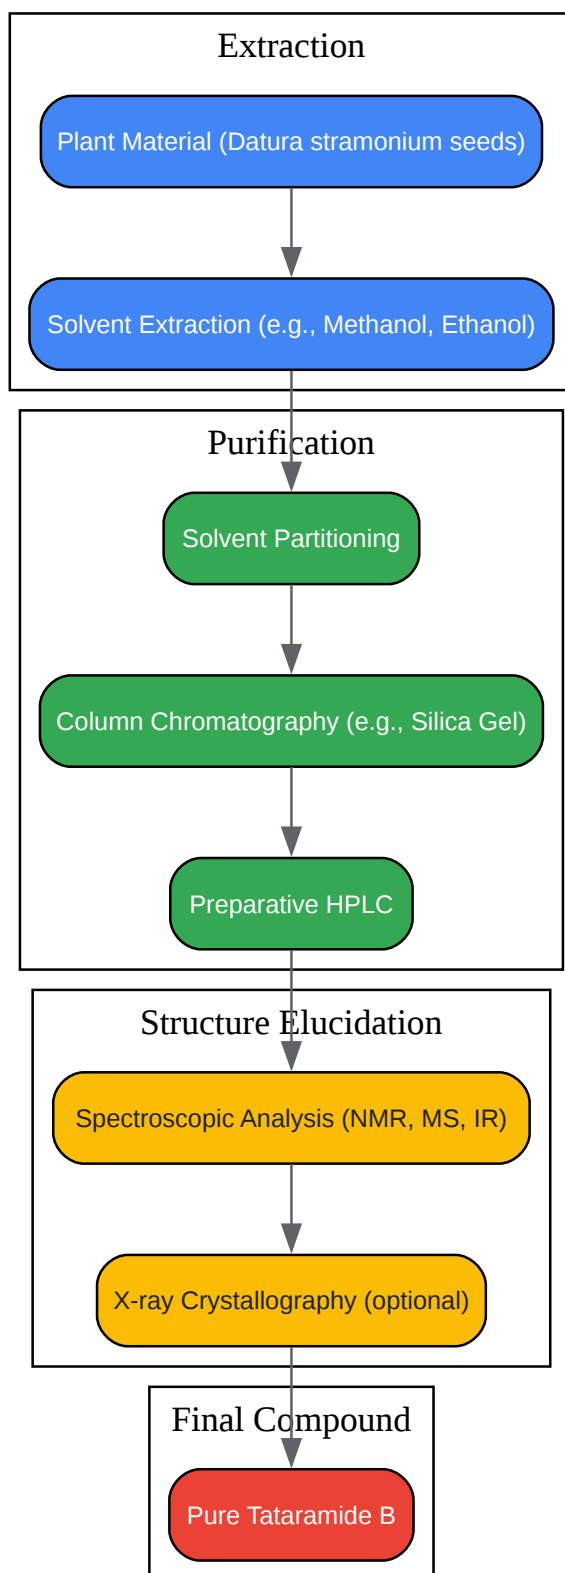 Extraction
Plant Material (Datura stramonium seeds)
Solvent Extraction (e.g., Methanol, Ethanol)
Purification
Solvent Partitioning
Column Chromatography (e.g., Silica Gel)
Preparative HPLC
Structure Elucidation
Spectroscopic Analysis (NMR, MS, IR)
X-ray Crystallography (optional)
Final Compound
Pure Tataramide B